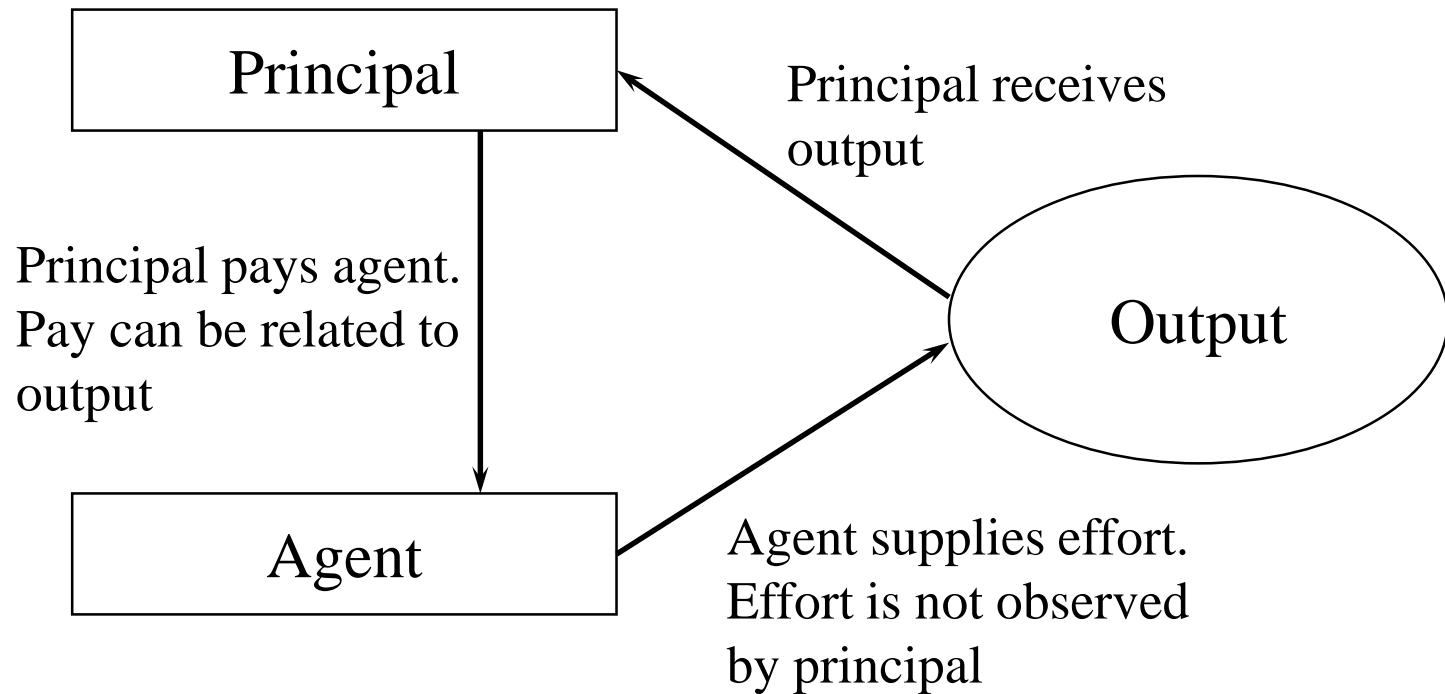 Principal
Principal receives
output
Principal pays agent.
Pay can be related to
output
Output
Agent
Agent supplies effort.
Effort is not observed
by principal